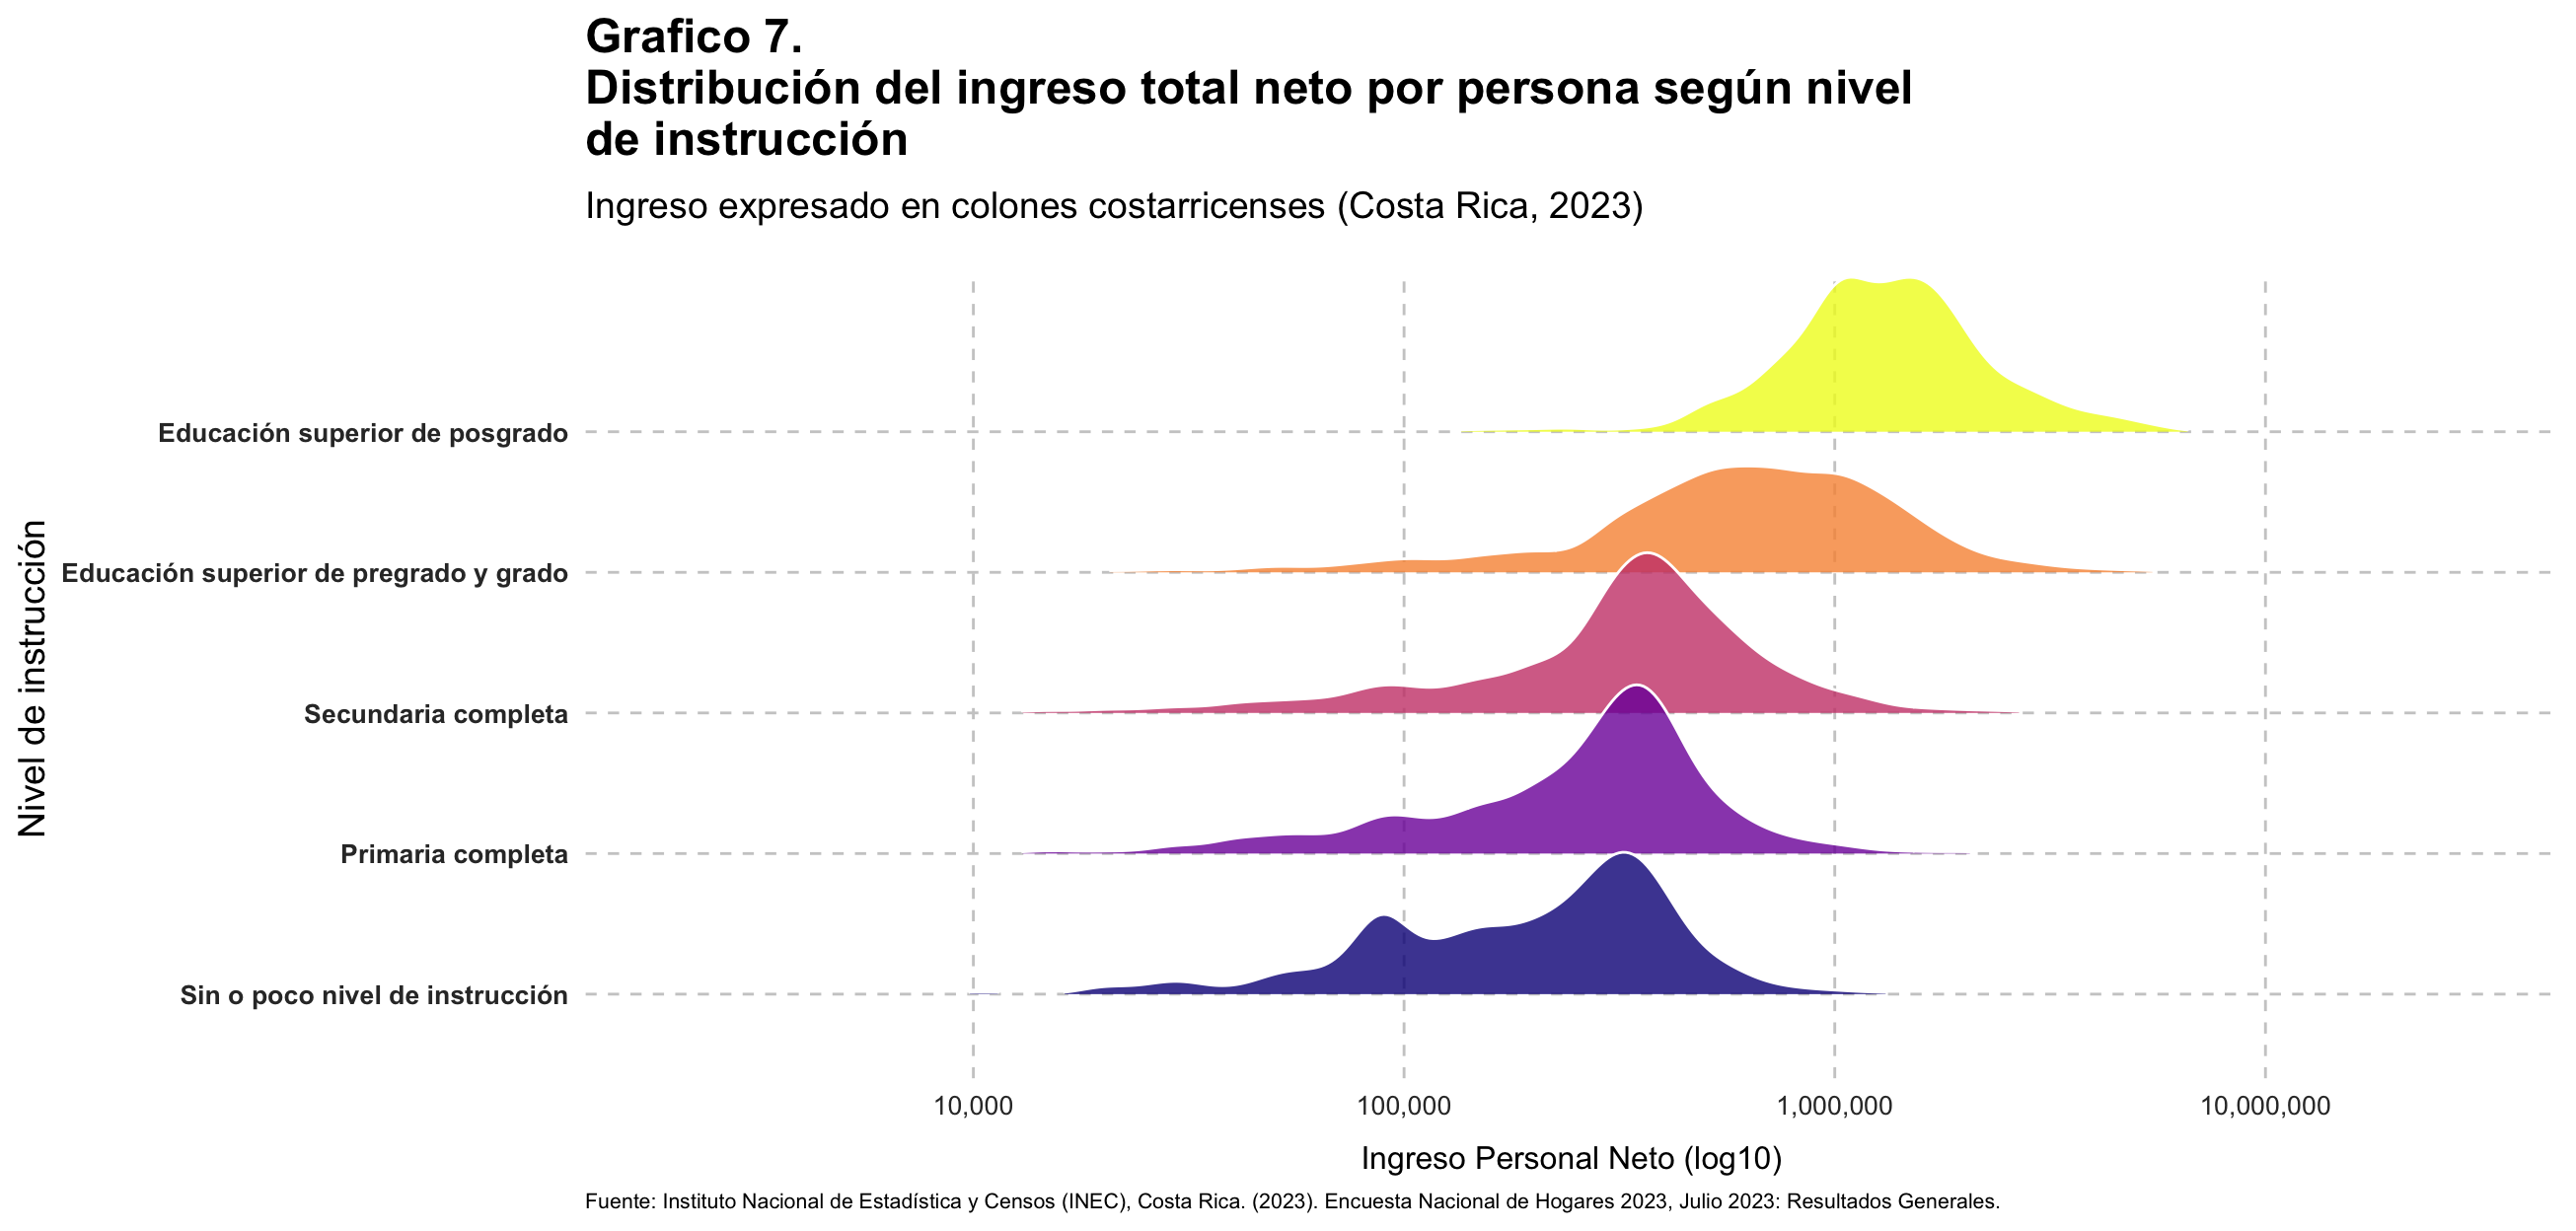 Grafico 7.
Distribución del ingreso total neto por persona según nivel
de instrucción
Ingreso expresado en colones costarricenses (Costa Rica, 2023)
Nivel de instrucción
Educación superior de posgrado
Educación superior de pregrado y grado
Secundaria completa
Primaria completa
Sin o poco nivel de instrucción
10,000 100,000 1,000,000 10,000,000
Ingreso Personal Neto (log10)
Fuente: Instituto Nacional de Estadística y Censos (INEC), Costa Rica. (2023). Encuesta Nacional de Hogares 2023, Julio 2023: Resultados Generales.